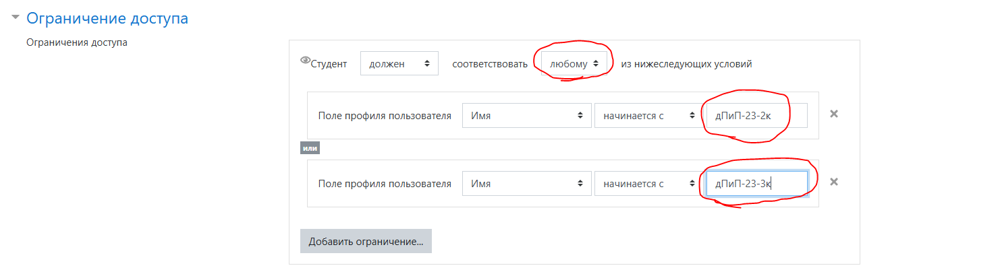 Ограничение доступа
Ограничения доступа
Студент должен соответствовать любому из нижеследующих условий
Поле профиля пользователя Имя начинается с дПиП-23-2к
или
Поле профиля пользователя Имя начинается с дПиП-23-3к
Добавить ограничение...